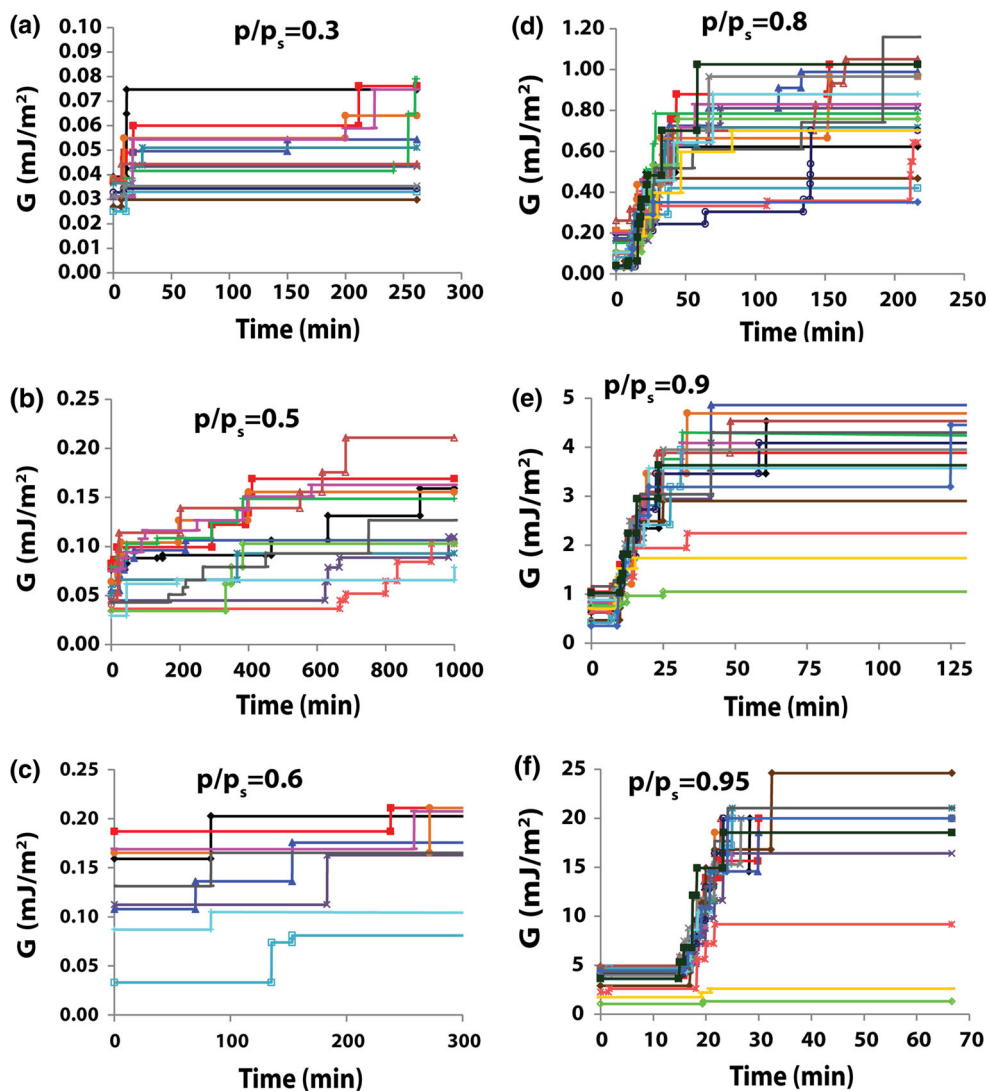 (a)
p/ps=0.3
G (mJ/m²)
0.10
0.09
0.08
0.07
0.06
0.05
0.04
0.03
0.02
0.01
0.00
0 50 100 150 200 250 300
Time (min)
(b)
p/ps=0.5
G (mJ/m²)
0.25
0.20
0.15
0.10
0.05
0.00
0 200 400 600 800 1000
Time (min)
(c)
p/ps=0.6
G (mJ/m²)
0.25
0.20
0.15
0.10
0.05
0.00
0 100 200 300
Time (min)
(d)
p/ps=0.8
G (mJ/m²)
1.20
1.00
0.80
0.60
0.40
0.20
0.00
0 50 100 150 200 250
Time (min)
(e)
p/ps=0.9
G (mJ/m²)
5
4
3
2
1
0
0 25 50 75 100 125
Time (min)
(f)
p/ps=0.95
G (mJ/m²)
25
20
15
10
5
0
0 10 20 30 40 50 60 70
Time (min)